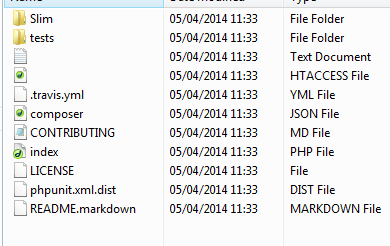 Slim 05/04/2014 11:33 File Folder
tests 05/04/2014 11:33 File Folder
05/04/2014 11:33 Text Document
05/04/2014 11:33 HTACCESS File
.travis.yml 05/04/2014 11:33 YML File
composer 05/04/2014 11:33 JSON File
CONTRIBUTING 05/04/2014 11:33 MD File
index 05/04/2014 11:33 PHP File
LICENSE 05/04/2014 11:33 File
phpunit.xml.dist 05/04/2014 11:33 DIST File
README.markdown 05/04/2014 11:33 MARKDOWN File